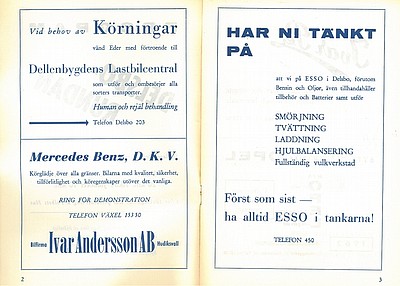 Vid behov av Körningar
vänd Eder med förtroende till
Dellenbygdens Lastbilcentral
som utför och ombesörjer alla
sorters transporter.
Human och rejäl behandling
Telefon Delsbo 203
Mercedes Benz, D. K. V.
Körglädje över alla gränser. Bilarna med kvalitet, säkerhet,
tillförlitlighet och köregenskaper utöver det vanliga.
RING FÖR DEMONSTRATION
TELEFON VÄXEL 153 50
Bilfirma Ivar Andersson AB Hudiksvall
2
HAR NI TÄNKT
PÅ
att vi på ESSO i Delsbo, förutom
Bensin och Oljor, även tillhandahåller
tillbehör och Batterier samt utför
SMÖRJNING
TVÄTTNING
LADDNING
HJULBALANSERING
Fullständig vulkverkstad
Först som sist —
ha alltid ESSO i tankarna!
TELEFON 450
3